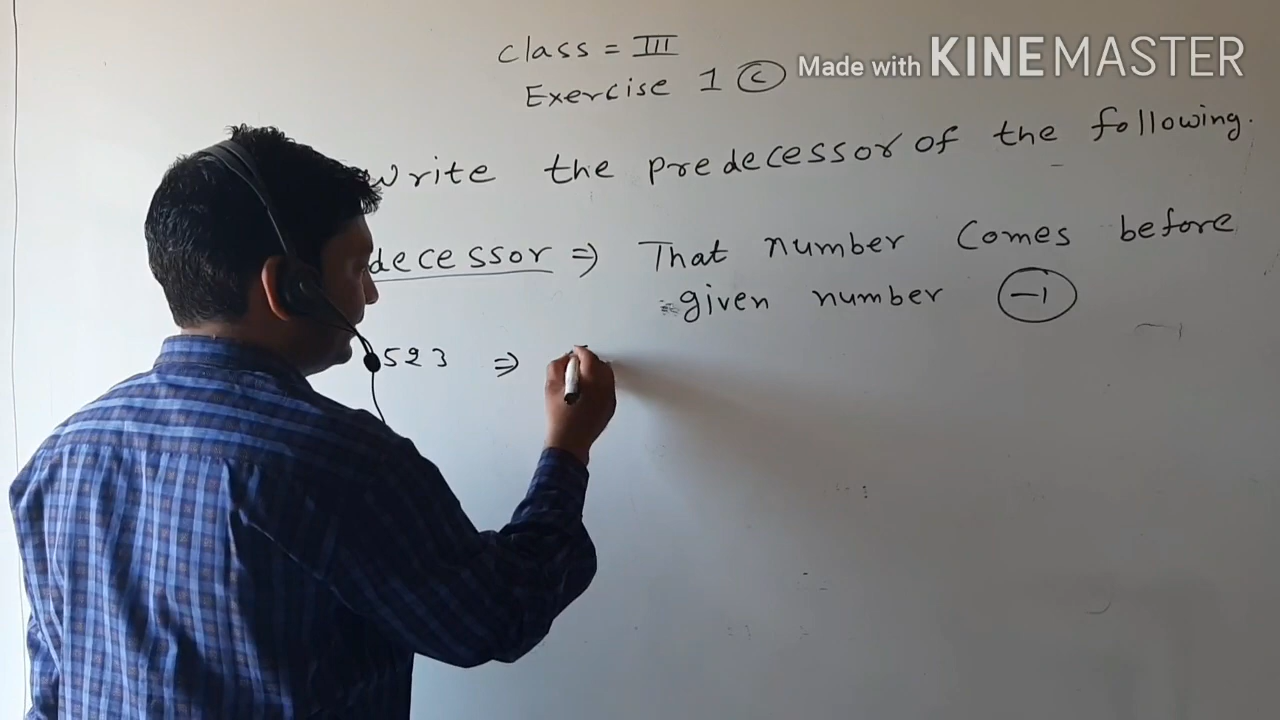 class = III
Exercise 1 (c)
Made with KINEMASTER
write the predecessor of the following.
decessor ⇒ That number comes before
given number (-1)
523 ⇒